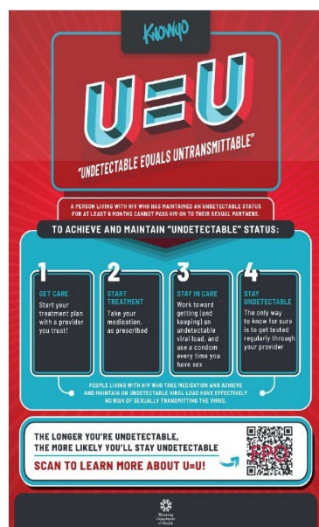 KNOWyo
U=U
"UNDETECTABLE EQUALS UNTRANSMITTABLE"
A PERSON LIVING WITH HIV WHO HAS MAINTAINED AN UNDETECTABLE STATUS
FOR AT LEAST 6 MONTHS CANNOT PASS HIV ON TO THEIR SEXUAL PARTNERS.
TO ACHIEVE AND MAINTAIN "UNDETECTABLE" STATUS:
1
GET CARE
Start your
treatment plan
with a provider
you trust!
2
START
TREATMENT
Take your
medication,
as prescribed
3
STAY IN CARE
Work toward
getting (and
keeping) an
undetectable
viral load, and
use a condom
every time you
have sex
4
STAY
UNDETECTABLE
The only way
to know for sure
is to get tested
regularly through
your provider
PEOPLE LIVING WITH HIV WHO TAKE MEDICATION AND ACHIEVE
AND MAINTAIN AN UNDETECTABLE VIRAL LOAD HAVE EFFECTIVELY
NO RISK OF SEXUALLY TRANSMITTING THE VIRUS.
THE LONGER YOU'RE UNDETECTABLE,
THE MORE LIKELY YOU'LL STAY UNDETECTABLE
SCAN TO LEARN MORE ABOUT U=U!
FPO
Wyoming
Department
of Health